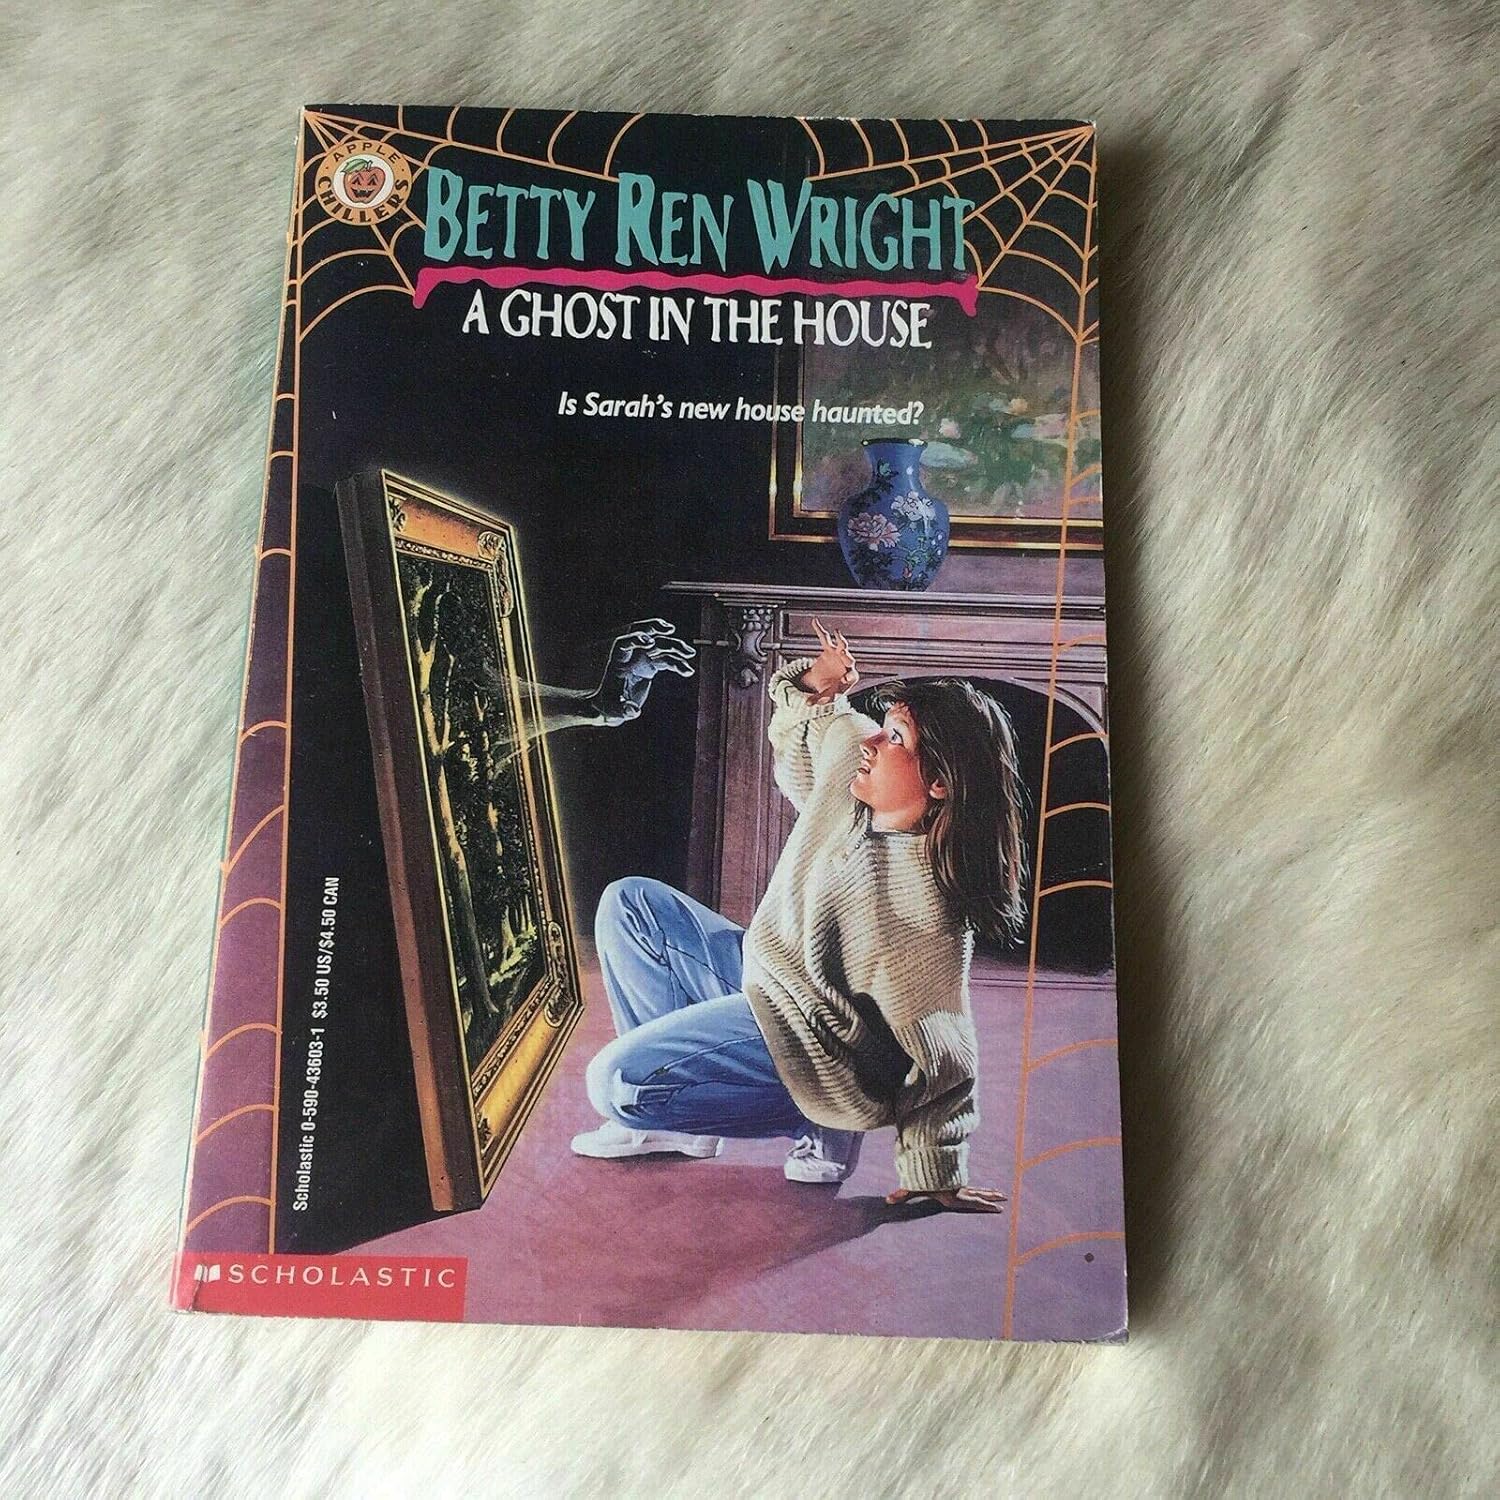 APPLE
CHILLERS
BETTY REN WRIGHT
A GHOST IN THE HOUSE
Is Sarah's new house haunted?
Scholastic 0-590-43603-1 $3.50 US/$4.50 CAN
SCHOLASTIC